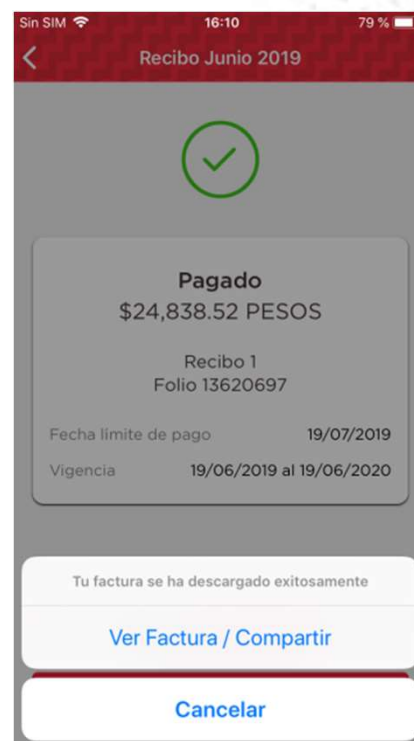 Sin SIM 16:10 79 %
Recibo Junio 2019
Pagado
$24,838.52 PESOS
Recibo 1
Folio 13620697
Fecha limite de pago 19/07/2019
Vigencia 19/06/2019 al 19/06/2020
Tu factura se ha descargado exitosamente
Ver Factura / Compartir
Cancelar